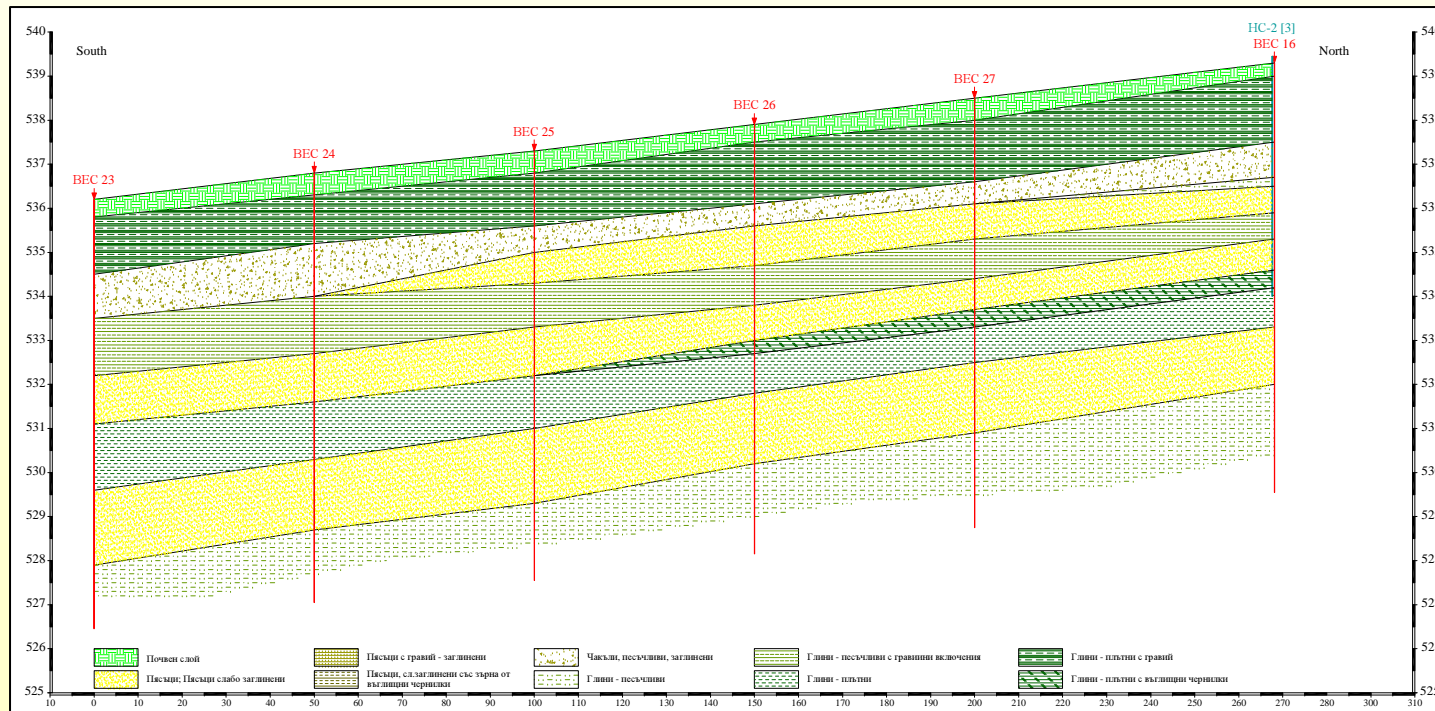 540
539
538
537
536
535
534
533
532
531
530
529
528
527
526
525
South
North
ВЕС 23
ВЕС 24
ВЕС 25
ВЕС 26
ВЕС 27
НС-2 [3]
ВЕС 16
Почвен слой
Пясъци с гравий - заглинени
Чакъли, песъчливи, заглинени
Глини - песъчливи с гравиини включения
Глини - плътни с гравий
Пясъци; Пясъци слабо заглинени
Пясъци, сл.заглинени със зърна от
въглищни чернилки
Глини - песъчливи
Глини - плътни
Глини - плътни с въглищни чернилки
10 0 10 20 30 40 50 60 70 80 90 100 110 120 130 140 150 160 170 180 190 200 210 220 230 240 250 260 270 280 290 300 310